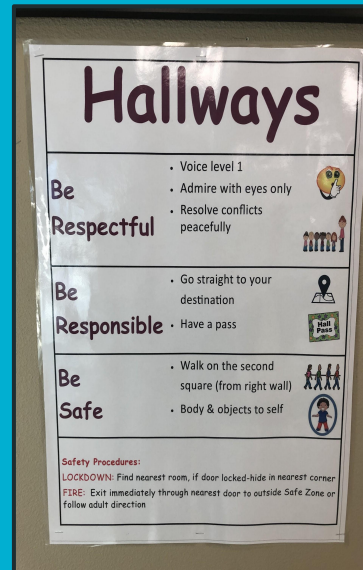 Hallways
Be
Respectful
• Voice level 1
• Admire with eyes only
• Resolve conflicts
peacefully
Be
Responsible
• Go straight to your
destination
• Have a pass
Hall
Pass
Be
Safe
• Walk on the second
square (from right wall)
• Body & objects to self
Safety Procedures:
LOCKDOWN: Find nearest room, if door locked-hide in nearest corner
FIRE: Exit immediately through nearest door to outside Safe Zone or
follow adult direction